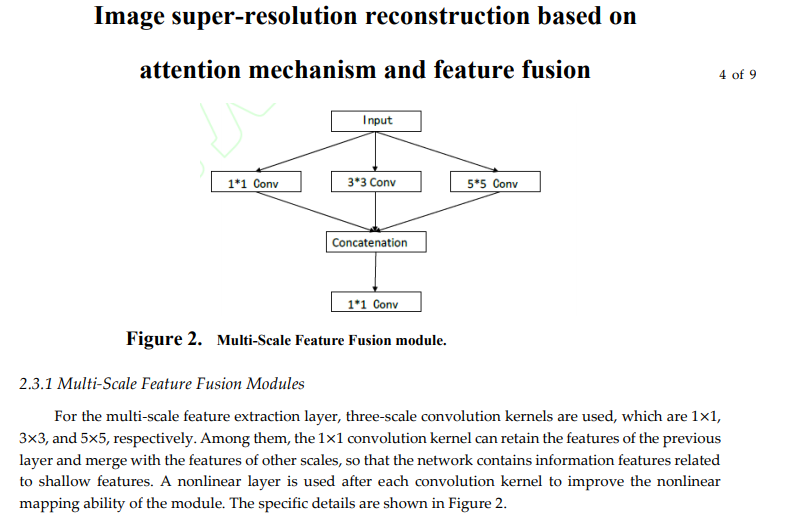 Image super-resolution reconstruction based on
attention mechanism and feature fusion
4 of 9
Input
1*1 Conv
3*3 Conv
5*5 Conv
Concatenation
1*1 Conv
Figure 2. Multi-Scale Feature Fusion module.
2.3.1 Multi-Scale Feature Fusion Modules
For the multi-scale feature extraction layer, three-scale convolution kernels are used, which are 1×1,
3×3, and 5×5, respectively. Among them, the 1×1 convolution kernel can retain the features of the previous
layer and merge with the features of other scales, so that the network contains information features related
to shallow features. A nonlinear layer is used after each convolution kernel to improve the nonlinear
mapping ability of the module. The specific details are shown in Figure 2.